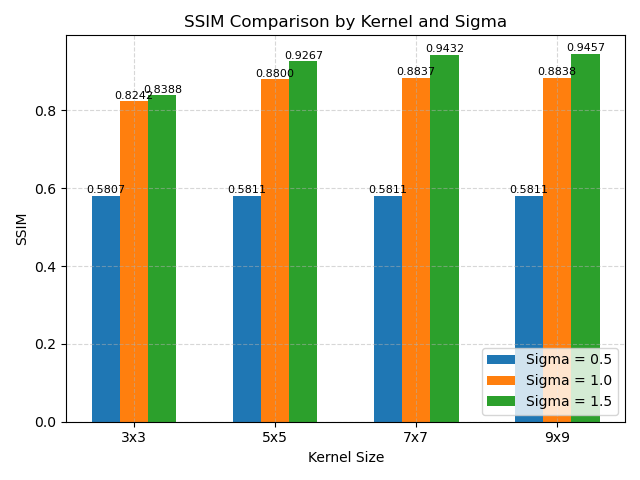 SSIM Comparison by Kernel and Sigma
SSIM
0.8
0.6
0.4
0.2
0.0
0.5807
0.8242
0.8388
0.5811
0.8800
0.9267
0.5811
0.8837
0.9432
0.5811
0.8838
0.9457
Sigma = 0.5
Sigma = 1.0
Sigma = 1.5
3x3
5x5
7x7
9x9
Kernel Size